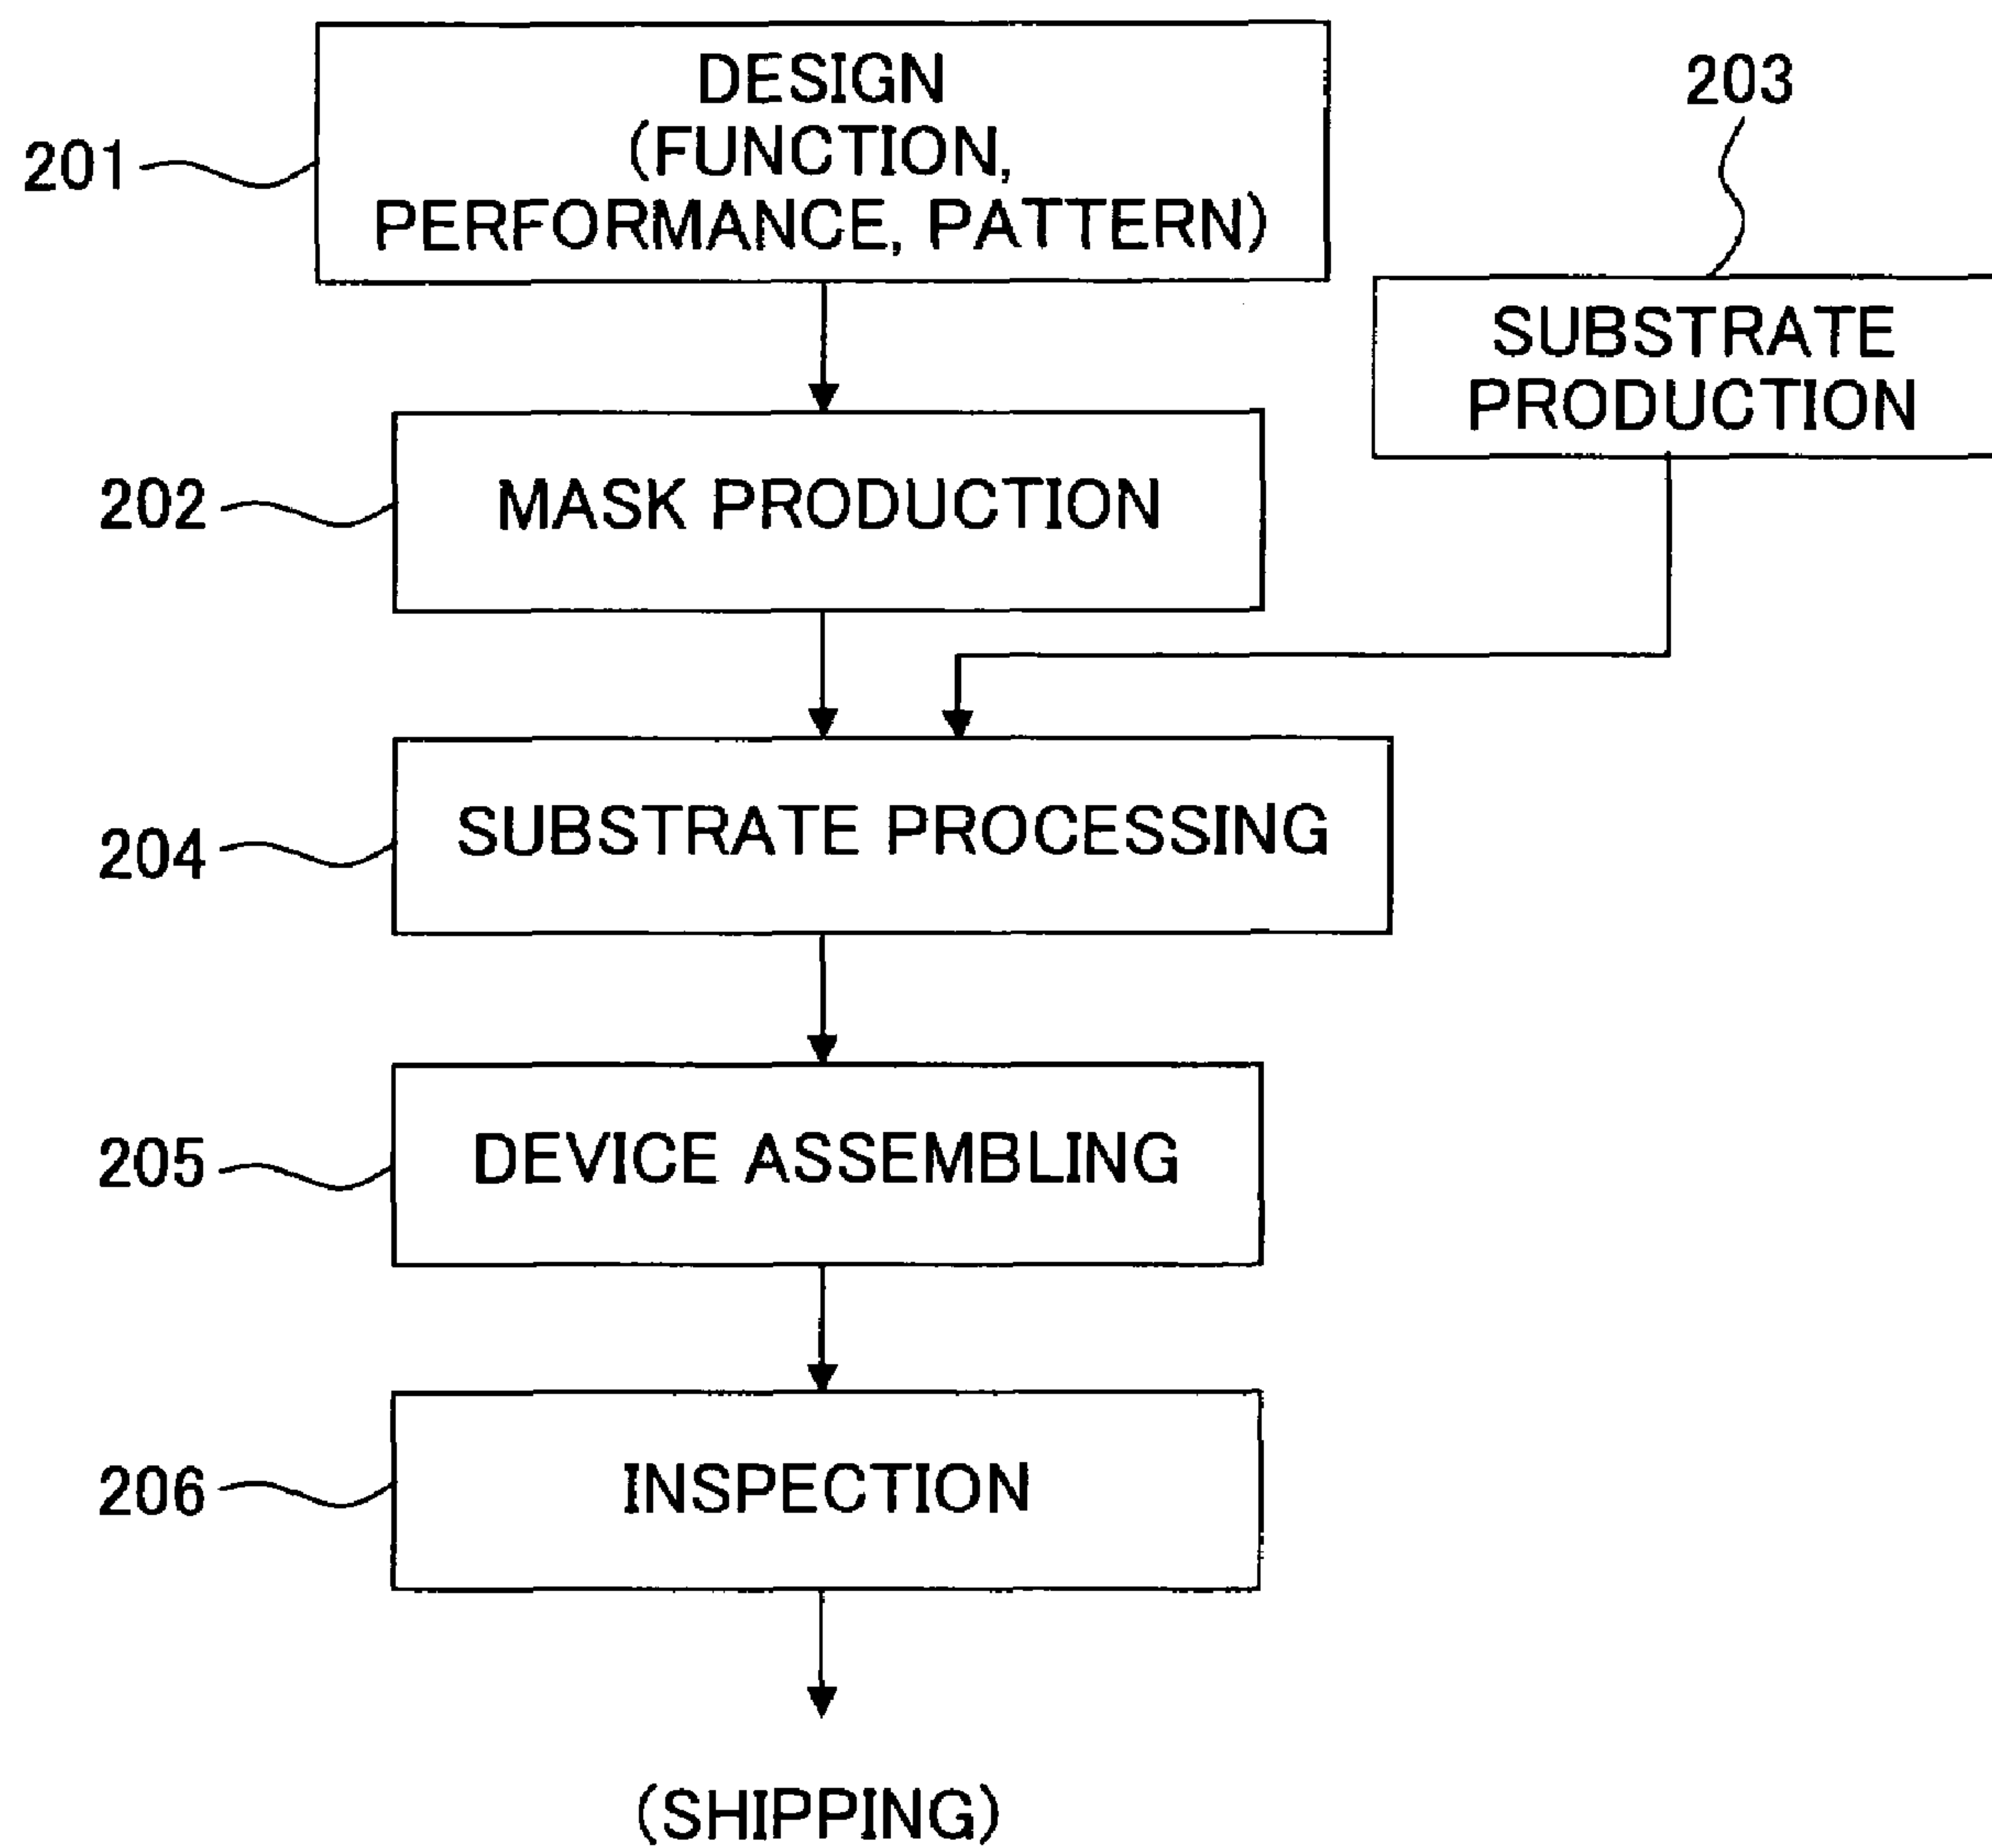 201
DESIGN
(FUNCTION,
PERFORMANCE, PATTERN)
203
SUBSTRATE
PRODUCTION
202
MASK PRODUCTION
204
SUBSTRATE PROCESSING
205
DEVICE ASSEMBLING
206
INSPECTION
(SHIPPING)